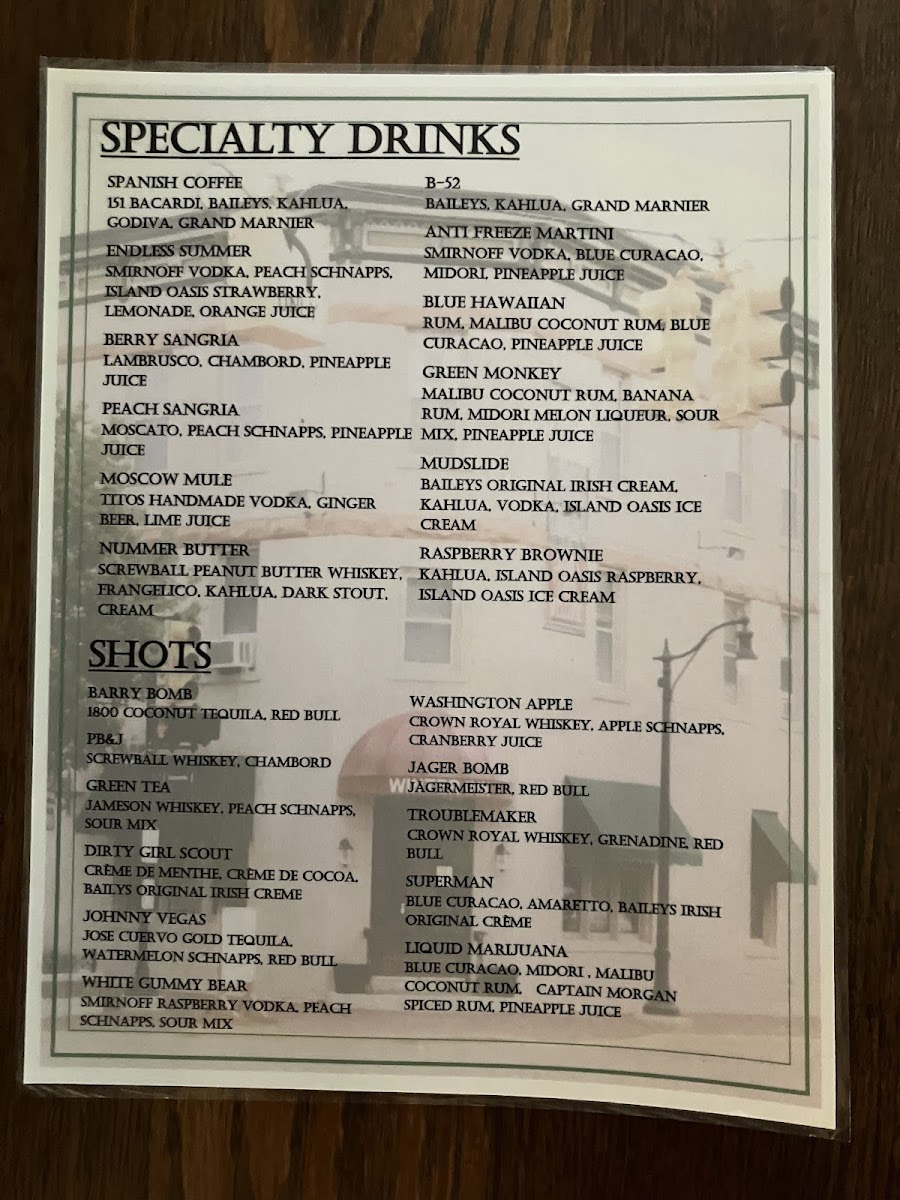 SPECIALTY DRINKS
SPANISH COFFEE
151 BACARDI, BAILEYS, KAHLUA,
GODIVA, GRAND MARNIER
ENDLESS SUMMER
SMIRNOFF VODKA, PEACH SCHNAPPS,
ISLAND OASIS STRAWBERRY,
LEMONADE, ORANGE JUICE
BERRY SANGRIA
LAMBRUSCO, CHAMBORD, PINEAPPLE
JUICE
PEACH SANGRIA
MOSCATO, PEACH SCHNAPPS, PINEAPPLE
JUICE
MOSCOW MULE
TITOS HANDMADE VODKA, GINGER
BEER, LIME JUICE
NUMMER BUTTER
SCREWBALL PEANUT BUTTER WHISKEY,
FRANGELICO, KAHLUA, DARK STOUT,
CREAM
B-52
BAILEYS, KAHLUA, GRAND MARNIER
ANTI FREEZE MARTINI
SMIRNOFF VODKA, BLUE CURACAO,
MIDORI, PINEAPPLE JUICE
BLUE HAWAIIAN
RUM, MALIBU COCONUT RUM, BLUE
CURACAO, PINEAPPLE JUICE
GREEN MONKEY
MALIBU COCONUT RUM, BANANA
RUM, MIDORI MELON LIQUEUR, SOUR
MIX, PINEAPPLE JUICE
MUDSLIDE
BAILEYS ORIGINAL IRISH CREAM,
KAHLUA, VODKA, ISLAND OASIS ICE
CREAM
RASPBERRY BROWNIE
KAHLUA, ISLAND OASIS RASPBERRY,
ISLAND OASIS ICE CREAM
SHOTS
BARRY BOMB
1800 COCONUT TEQUILA, RED BULL
PB&J
SCREWBALL WHISKEY, CHAMBORD
GREEN TEA
JAMESON WHISKEY, PEACH SCHNAPPS,
SOUR MIX
DIRTY GIRL SCOUT
CRÈME DE MENTHE, CRÈME DE COCOA,
BAILYS ORIGINAL IRISH CREME
JOHNNY VEGAS
JOSE CUERVO GOLD TEQUILA,
WATERMELON SCHNAPPS, RED BULL
WHITE GUMMY BEAR
SMIRNOFF RASPBERRY VODKA, PEACH
SCHNAPPS, SOUR MIX
WASHINGTON APPLE
CROWN ROYAL WHISKEY, APPLE SCHNAPPS,
CRANBERRY JUICE
JAGER BOMB
JAGERMEISTER, RED BULL
TROUBLEMAKER
CROWN ROYAL WHISKEY, GRENADINE, RED
BULL
SUPERMAN
BLUE CURACAO, AMARETTO, BAILEYS IRISH
ORIGINAL CRÈME
LIQUID MARIJUANA
BLUE CURACAO, MIDORI , MALIBU
COCONUT RUM, CAPTAIN MORGAN
SPICED RUM, PINEAPPLE JUICE